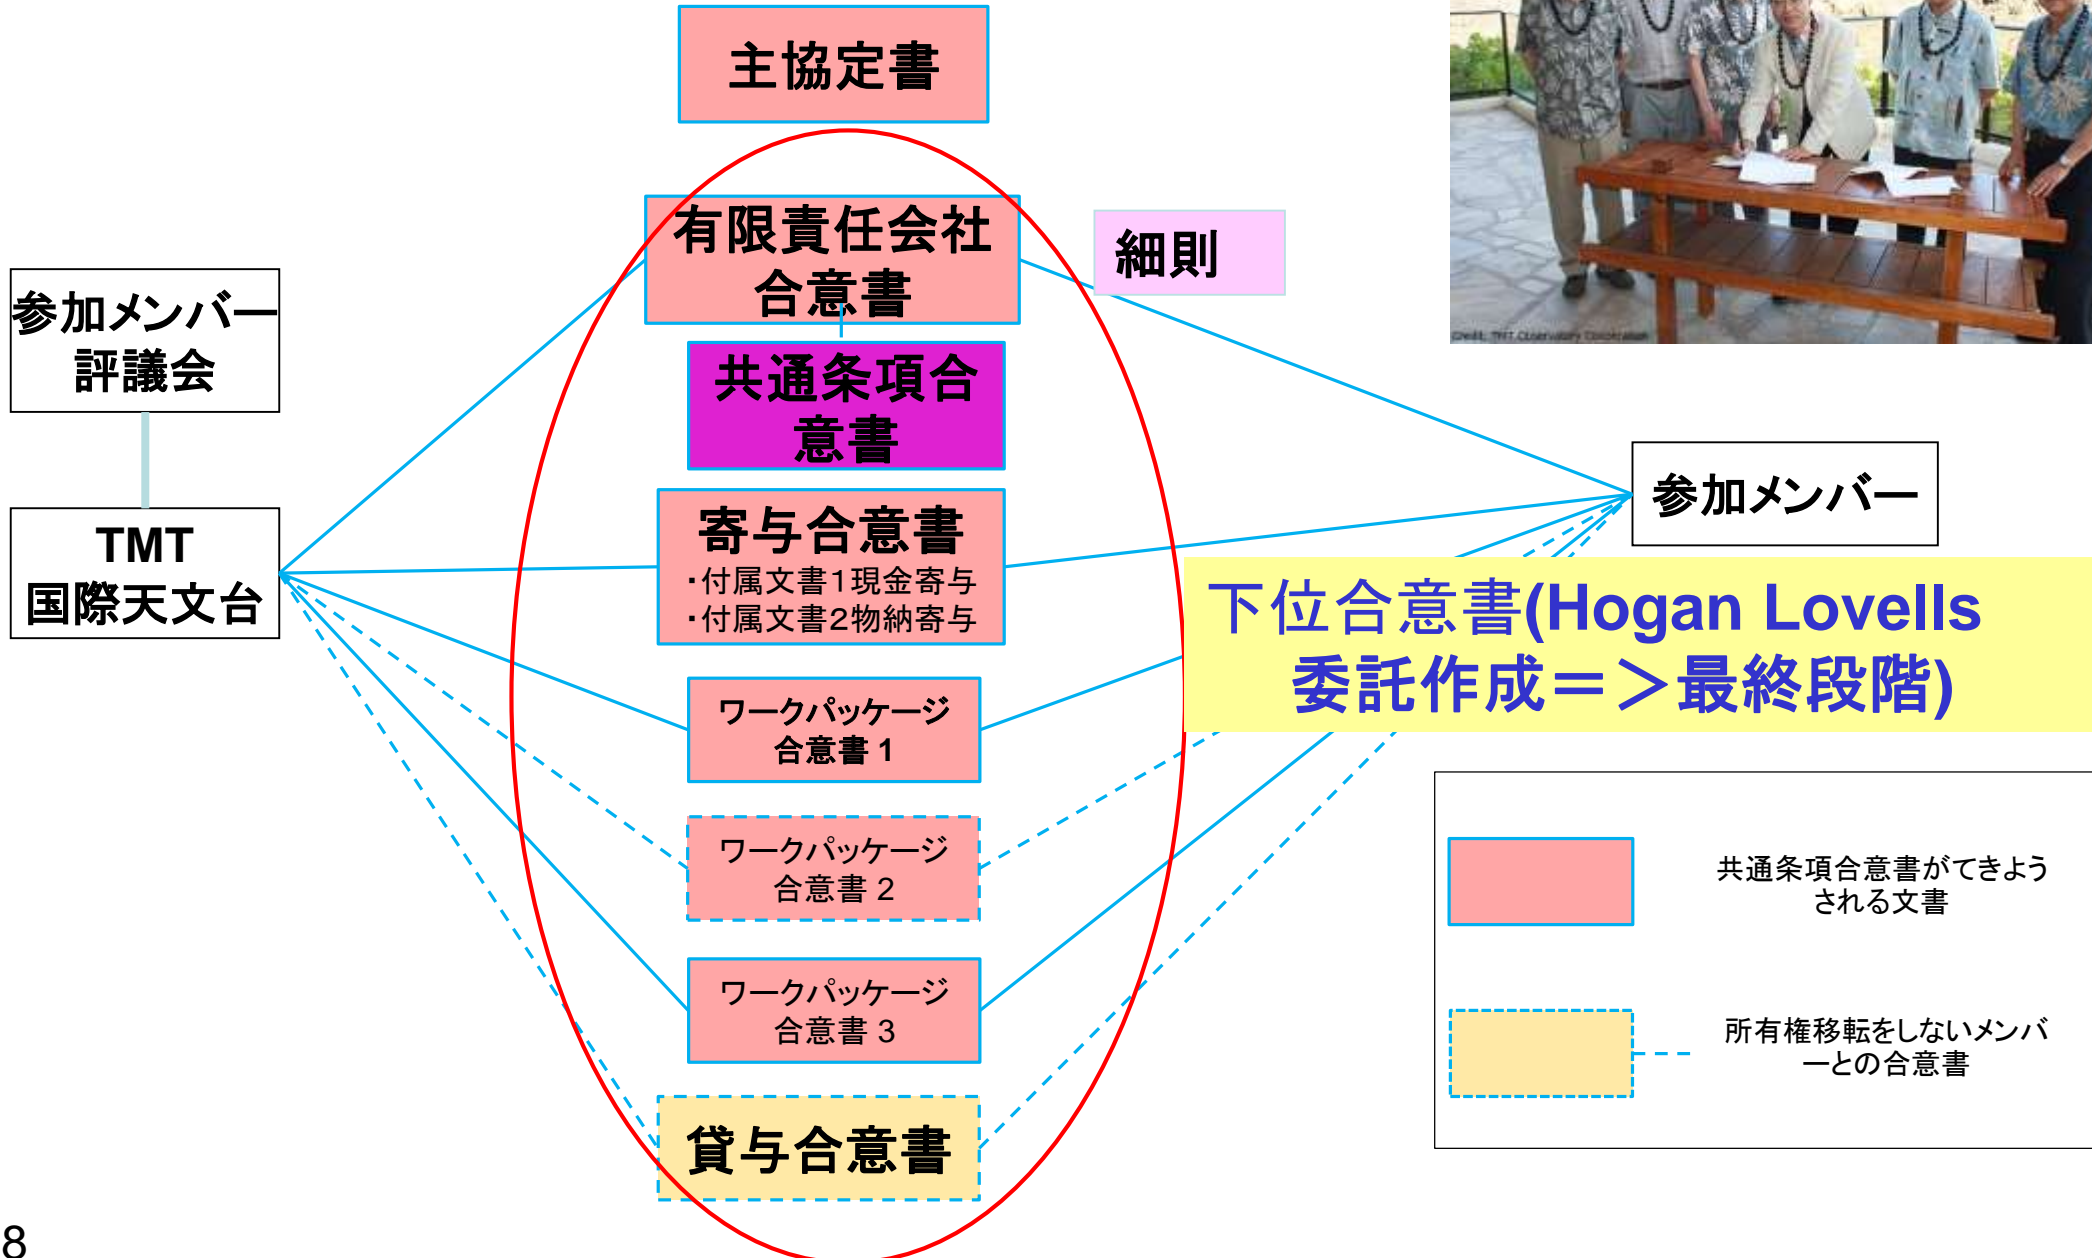 主協定書
有限責任会社
合意書
細則
参加メンバー
評議会
共通条項合
意書
参加メンバー
TMT
国際天文台
寄与合意書
・付属文書1現金寄与
・付属文書2物納寄与
下位合意書(Hogan Lovells
委託作成=>最終段階)
ワークパッケージ
合意書 1
ワークパッケージ
合意書 2
ワークパッケージ
合意書 3
貸与合意書
共通条項合意書がてきよう
される文書
所有権移転をしないメンバ
ーとの合意書
Credit: TMT Observatory Corporation
8